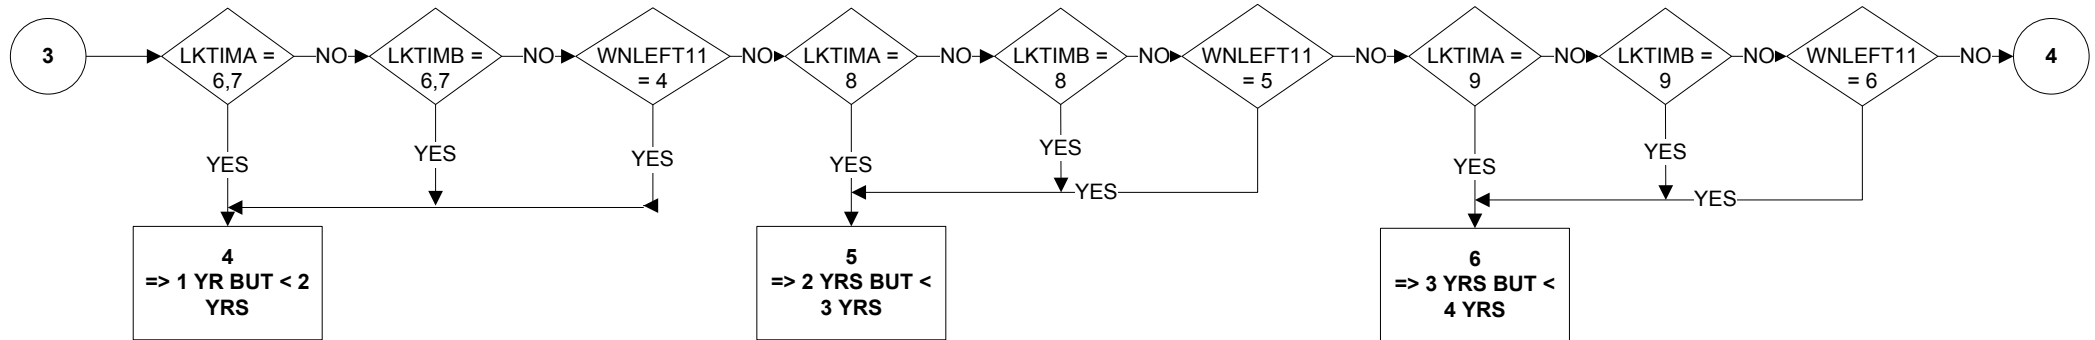 3
LKTIMA =
6,7
NO
LKTIMB =
6,7
NO
WNLEFT11
= 4
NO
LKTIMA =
8
NO
LKTIMB =
8
NO
WNLEFT11
= 5
NO
LKTIMA =
9
NO
LKTIMB =
9
NO
WNLEFT11
= 6
NO
4
YES
YES
YES
YES
YES
YES
YES
YES
YES
4
=> 1 YR BUT < 2
YRS
5
=> 2 YRS BUT <
3 YRS
6
=> 3 YRS BUT <
4 YRS